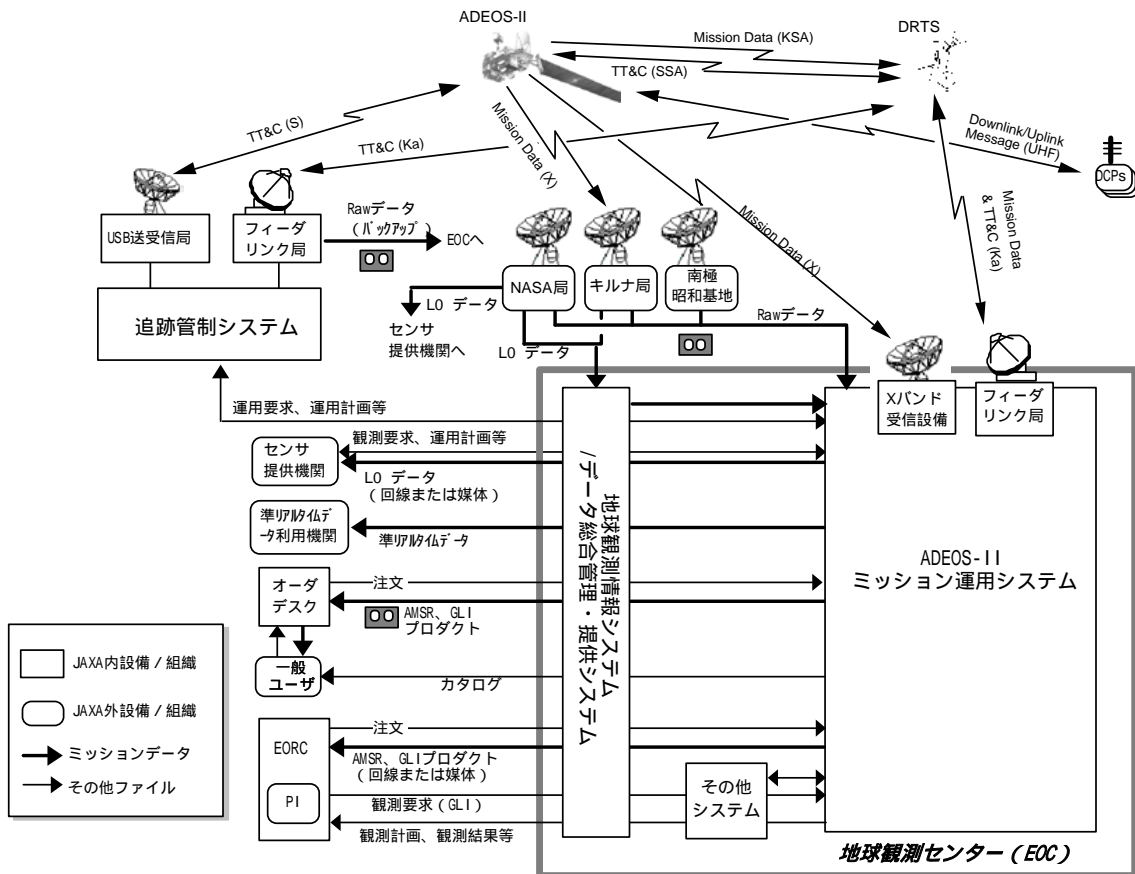 ADEOS-II
DRTS
Mission Data (KSA)
TT&C (SSA)
TT&C (S)
TT&C (Ka)
Mission Data (X)
Mission Data (X)
Downlink/Uplink
Message (UHF)
DCPs
Mission Data
& TT&C (Ka)
USB送受信局
フィーダ
リンク局
Rawデータ
(バックアップ)
EOCへ
追跡管制システム
NASA局
キルナ局
南極
昭和基地
L0 データ
センサ
提供機関へ
L0 データ
Rawデータ
Xバンド
受信設備
フィーダ
リンク局
運用要求、運用計画等
センサ
提供機関
観測要求、運用計画等
L0 データ
(回線または媒体)
準リアルタイムデ
ータ利用機関
準リアルタイムデータ
オーダ
デスク
注文
AMSR、GLI
プロダクト
一般
ユーザ
カタログ
EORC
PI
注文
AMSR、GLIプロダクト
(回線または媒体)
観測要求(GLI)
観測計画、観測結果等
地球観測情報システム
/データ総合管理・提供システム
ADEOS-II
ミッション運用システム
その他
システム
地球観測センター(EOC)
JAXA内設備/組織
JAXA外設備/組織
ミッションデータ
その他ファイル